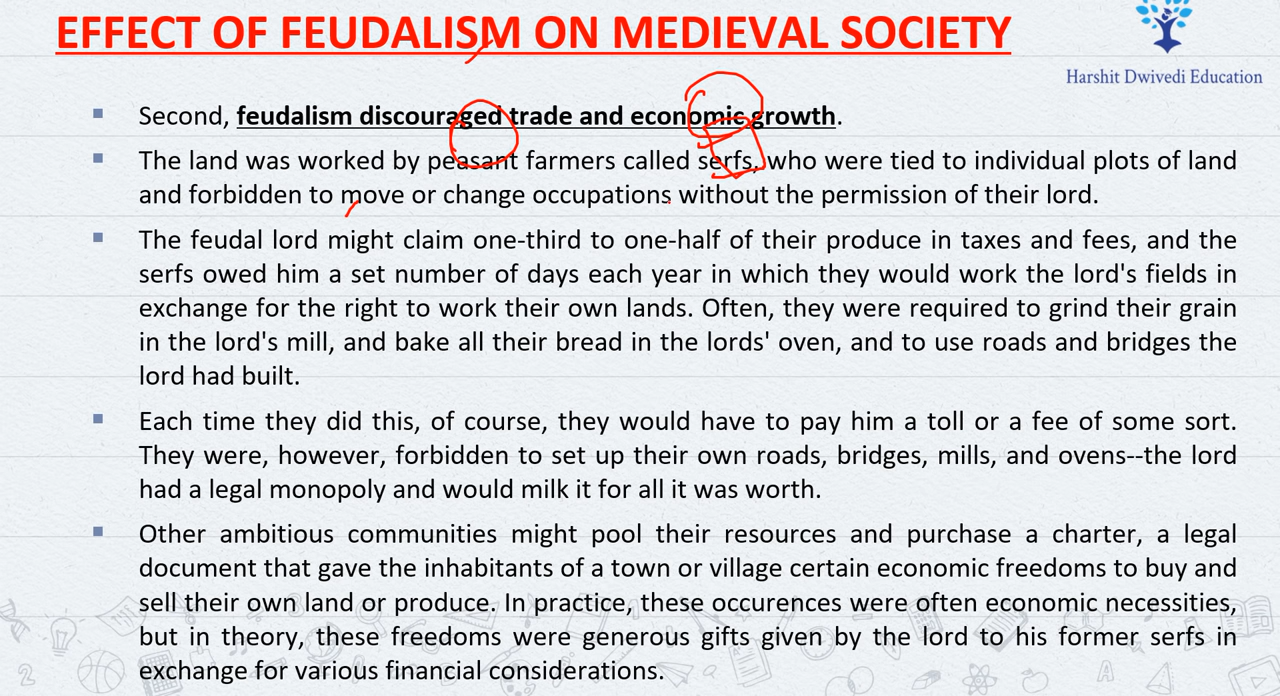 EFFECT OF FEUDALISM ON MEDIEVAL SOCIETY
Harshit Dwivedi Education
Second, feudalism discouraged trade and economic growth.
The land was worked by peasant farmers called serfs, who were tied to individual plots of land
and forbidden to move or change occupations without the permission of their lord.
The feudal lord might claim one-third to one-half of their produce in taxes and fees, and the
serfs owed him a set number of days each year in which they would work the lord's fields in
exchange for the right to work their own lands. Often, they were required to grind their grain
in the lord's mill, and bake all their bread in the lords' oven, and to use roads and bridges the
lord had built.
Each time they did this, of course, they would have to pay him a toll or a fee of some sort.
They were, however, forbidden to set up their own roads, bridges, mills, and ovens--the lord
had a legal monopoly and would milk it for all it was worth.
Other ambitious communities might pool their resources and purchase a charter, a legal
document that gave the inhabitants of a town or village certain economic freedoms to buy and
sell their own land or produce. In practice, these occurences were often economic necessities,
but in theory, these freedoms were generous gifts given by the lord to his former serfs in
exchange for various financial considerations.